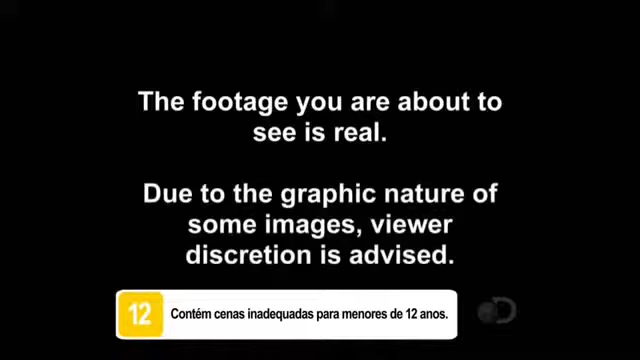 The footage you are about to
see is real.
Due to the graphic nature of
some images, viewer
discretion is advised.
12 Contém cenas inadequadas para menores de 12 anos.